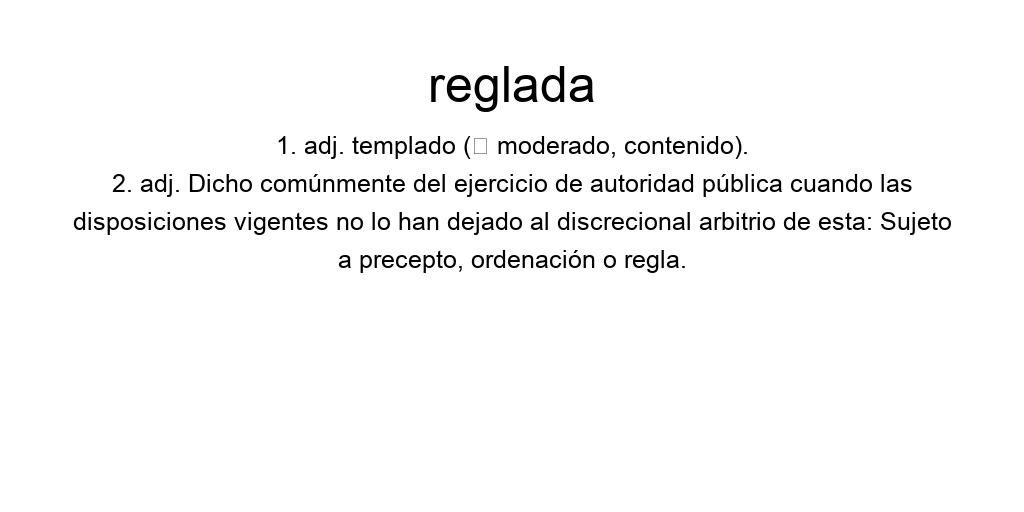 reglada
1. adj. templado (▯ moderado, contenido).
2. adj. Dicho comúnmente del ejercicio de autoridad pública cuando las
disposiciones vigentes no lo han dejado al discrecional arbitrio de esta: Sujeto
a precepto, ordenación o regla.